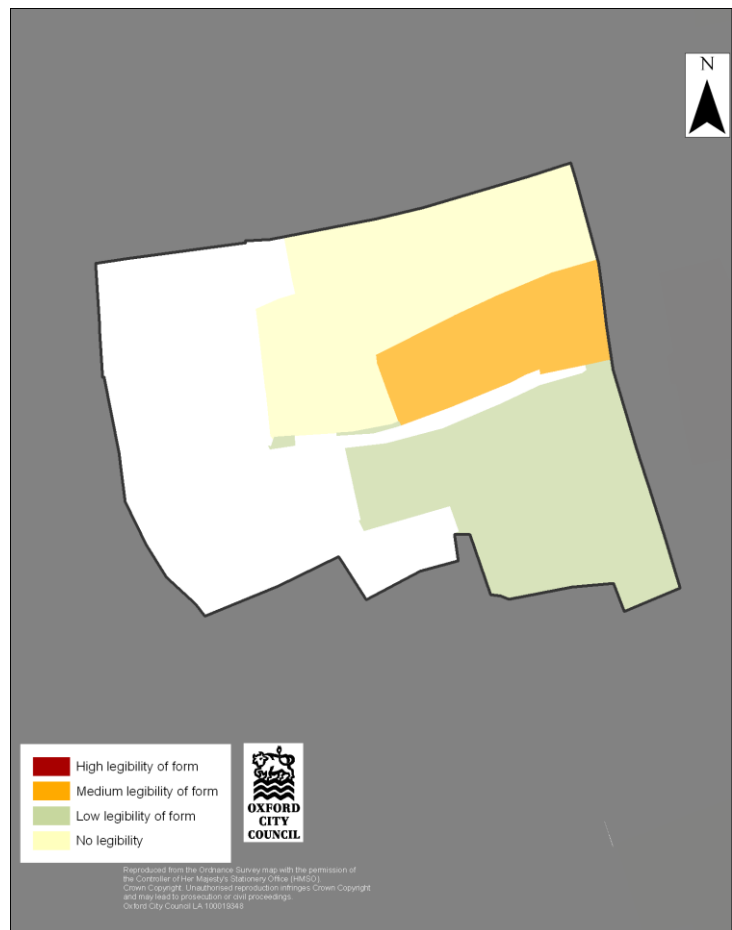 N
High legibility of form
Medium legibility of form
Low legibility of form
No legibility
OXFORD
CITY
COUNCIL
Reproduced from the Ordnance Survey map with the permission of
the Controller of Her Majesty's Stationery Office (HMSO).
Crown Copyright. Unauthorised reproduction infringes Crown Copyright
and may lead to prosecution or civil proceedings.
Oxford City Council LA 100019348